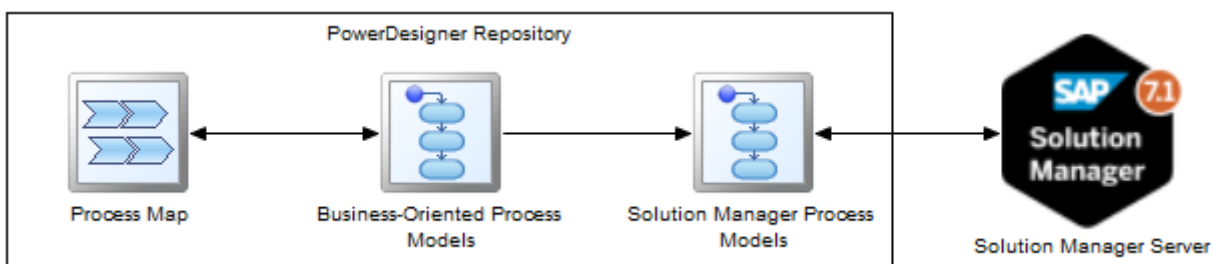 PowerDesigner Repository
SAP 7.1
Solution
Manager
Process Map
Business-Oriented Process
Models
Solution Manager Process
Models
Solution Manager Server